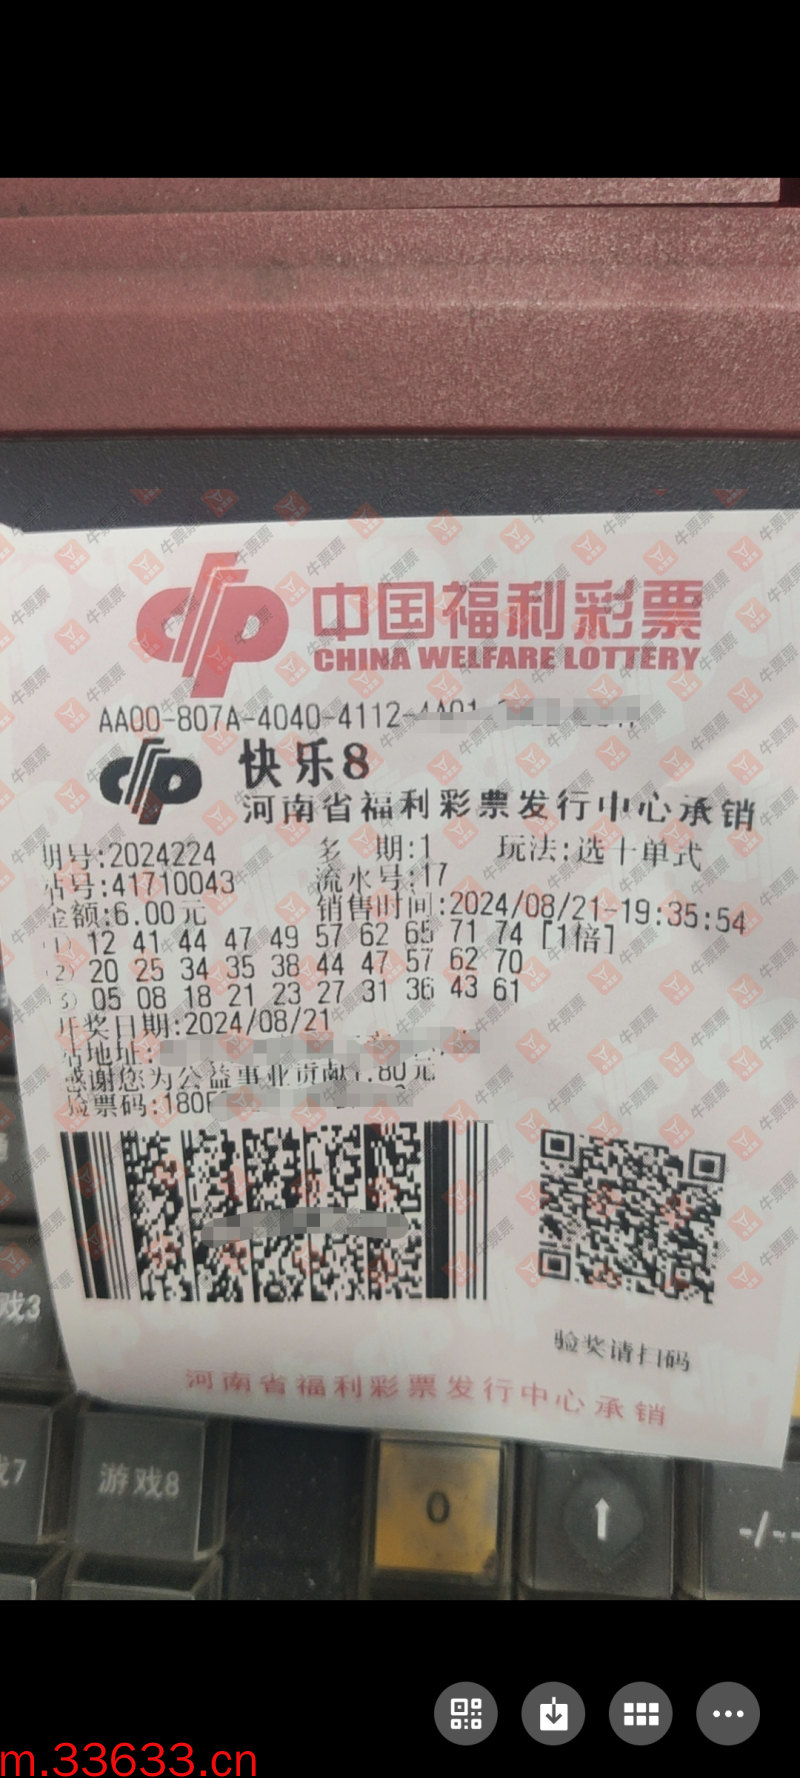 中国福利彩票
CHINA WELFARE LOTTERY
AA00-807A-4040-4112-
快乐8
河南省福利彩票发行中心承销
期号:2024224 多 期:1 玩法:选十单式
站号:41710043 流水号:17
金额:6.00元 销售时间:2024/08/21-19:35:54
① 12 41 44 47 49 57 62 65 71 74 [1倍]
② 20 25 34 35 38 44 47 57 62 70
③ 05 08 18 21 23 27 31 36 43 61
开奖日期:2024/08/21
站地址:
感谢您为公益事业贡献1.80元
验票码:180
验奖请扫码
河南省福利彩票发行中心承销
戏3
戏7
游戏8
0
↑
-/--
牛票票
m.33633.cn